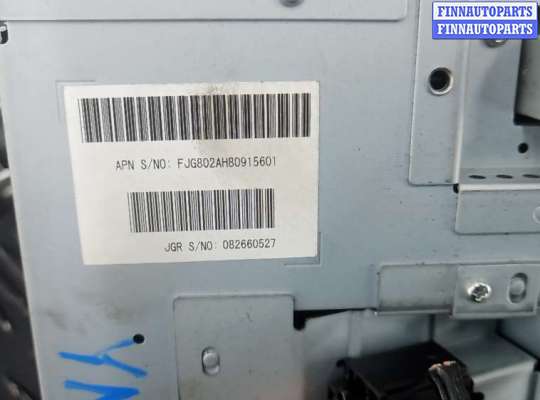 FINNAUTOPARTS
FINNAUTOPARTS
APN S/NO: FJG802AH80915601
JGR S/NO: 082660527